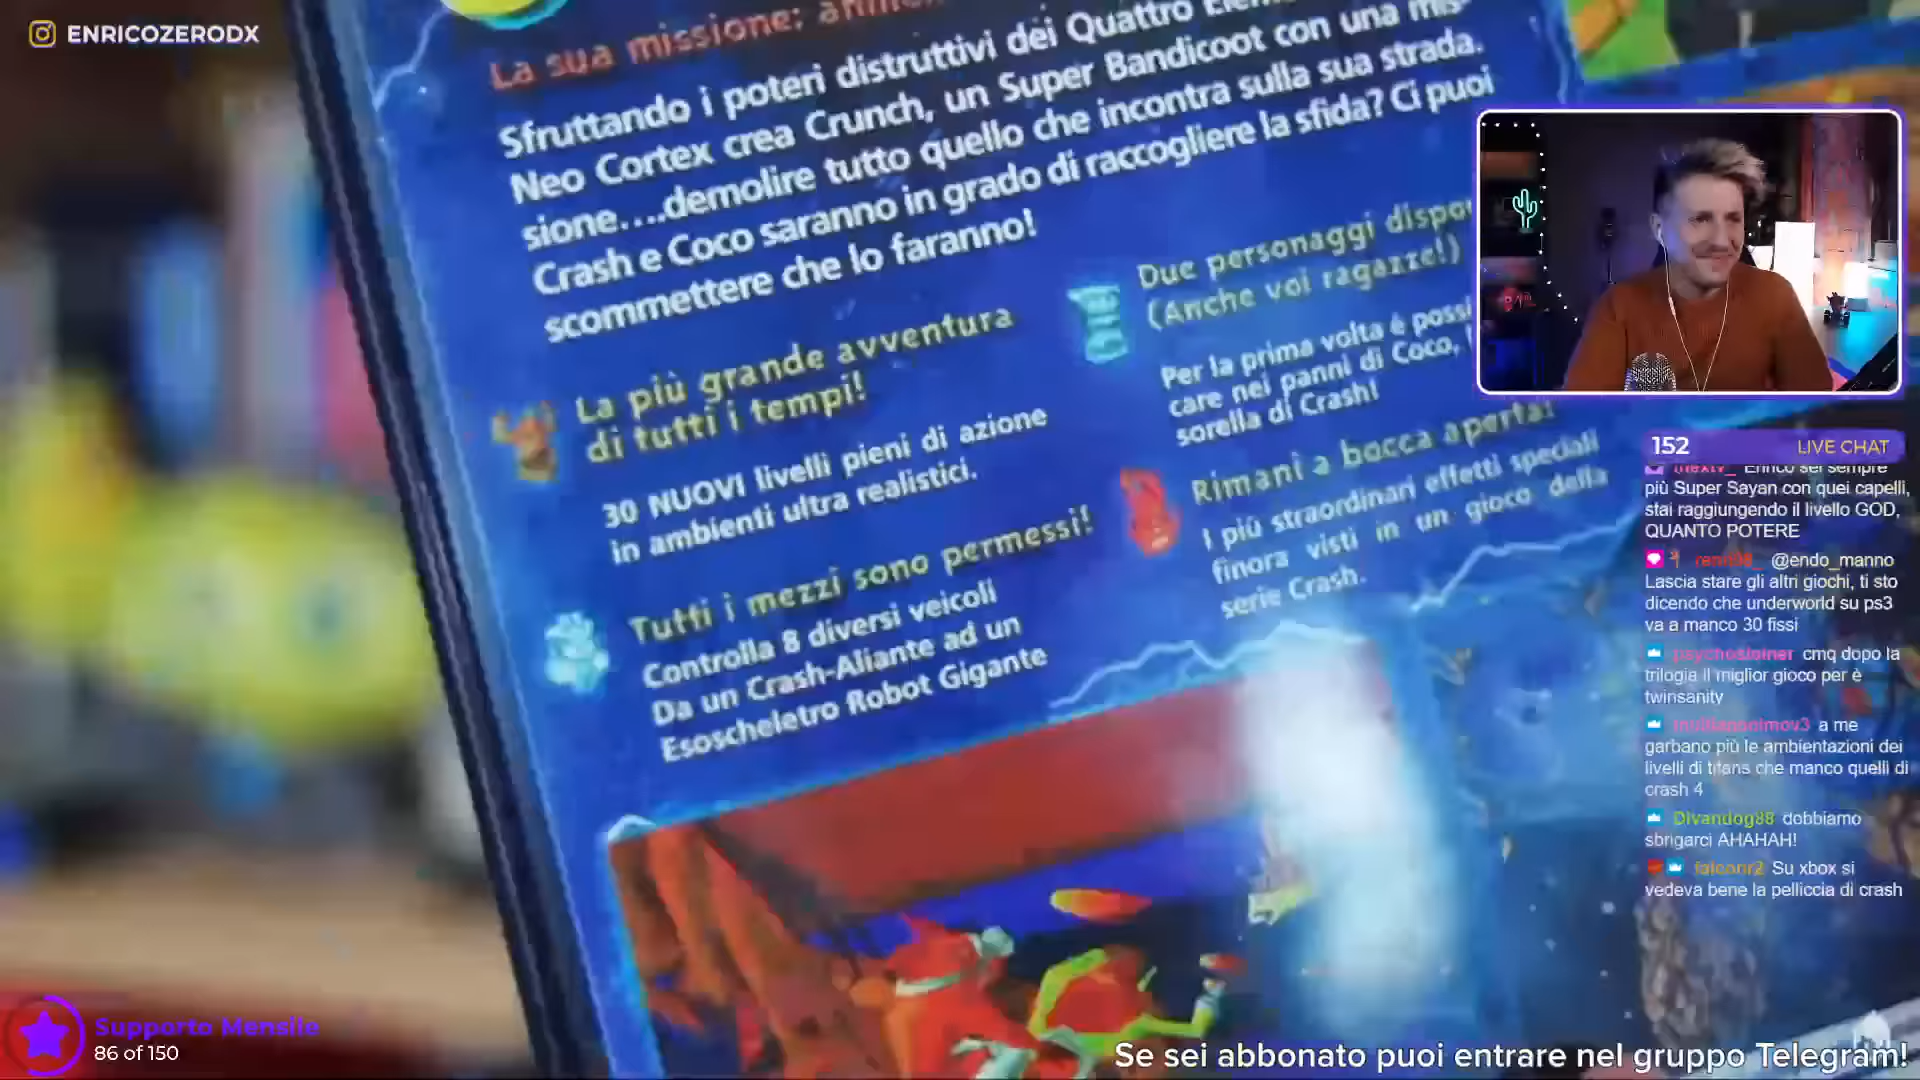 ENRICOZERODX
La sua missione:
Sfruttando i poteri distruttivi dei Quattro
Neo Cortex crea Crunch, un Super Bandicoot con una mis-
sione....demolire tutto quello che incontra sulla sua strada.
Crash e Coco saranno in grado di raccogliere la sfida? Ci puoi
scommettere che lo faranno!
La più grande avventura
di tutti i tempi!
30 NUOVI livelli pieni di azione
in ambienti ultra realistici.
Tutti i mezzi sono permessi!
Controlla 8 diversi veicoli
Da un Crash-Aliante ad un
Esoscheletro Robot Gigante
Due personaggi
(Anche voi ragazze!)
Per la prima volta è
care nei panni di Coco,
sorella di Crash!
Rimani a bocca aperta!
I più straordinari effetti speciali
finora visti in un gioco della
serie Crash.
152 LIVE CHAT
Enrico sei sempre
più Super Sayan con quei capelli,
stai raggiungendo il livello GOD,
QUANTO POTERE
@endo_manno
Lascia stare gli altri giochi, ti sto
dicendo che underworld su ps3
va a manco 30 fissi
cmq dopo la
trilogia il miglior gioco per è
twinsanity
a me
garbano più le ambientazioni dei
livelli di titans che manco quelli di
crash 4
Divandog88 dobbiamo
sbrigarci AHAHAH!
Su xbox si
vedeva bene la pelliccia di crash
Supporto Mensile
86 of 150
Se sei abbonato puoi entrare nel gruppo Telegram!